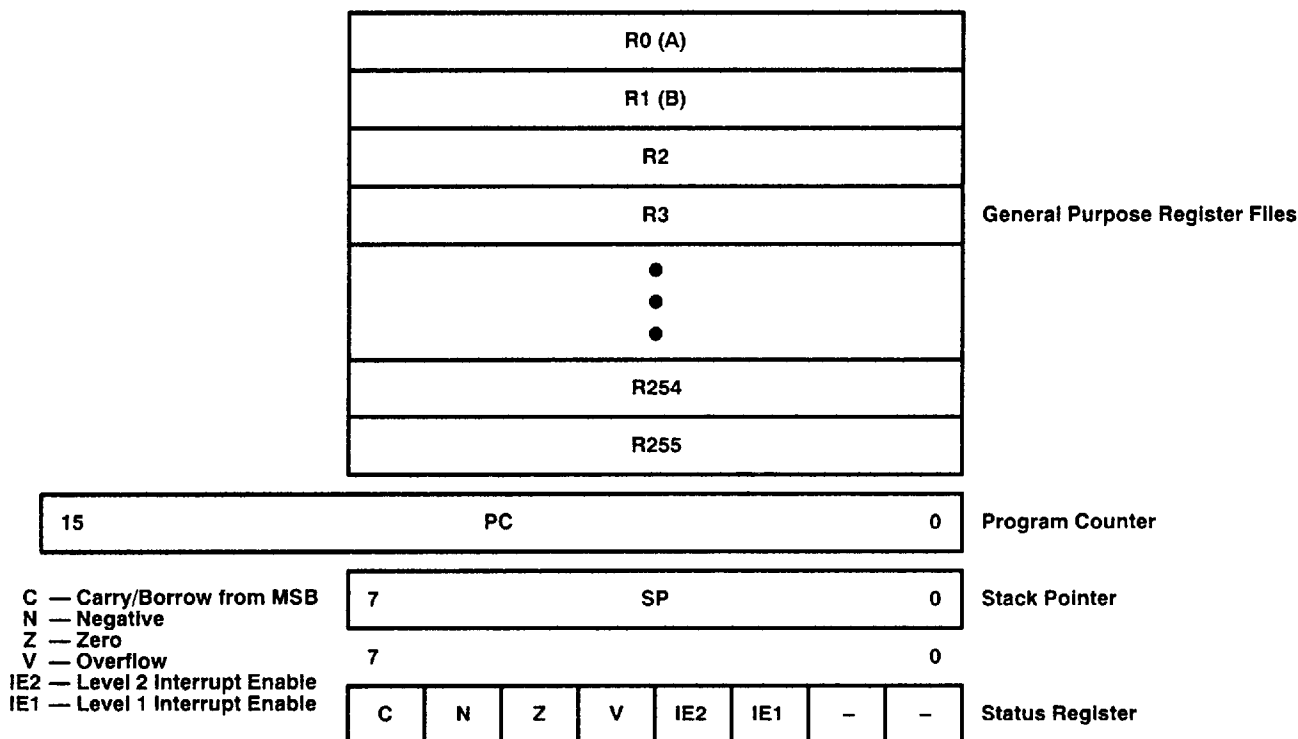 R0 (A)
R1 (B)
R2
R3
General Purpose Register Files
R254
R255
15 PC 0 Program Counter
C — Carry/Borrow from MSB
N — Negative
Z — Zero
V — Overflow
IE2 — Level 2 Interrupt Enable
IE1 — Level 1 Interrupt Enable
7 SP 0 Stack Pointer
7 0
C N Z V IE2 IE1 – – Status Register